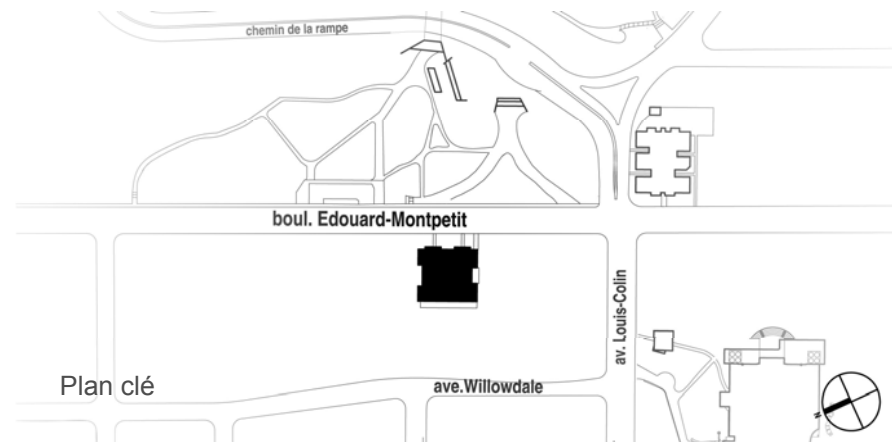 chemin de la rampe
boul. Edouard-Montpetit
av. Louis-Colin
Plan clé
ave.Willowdale
N